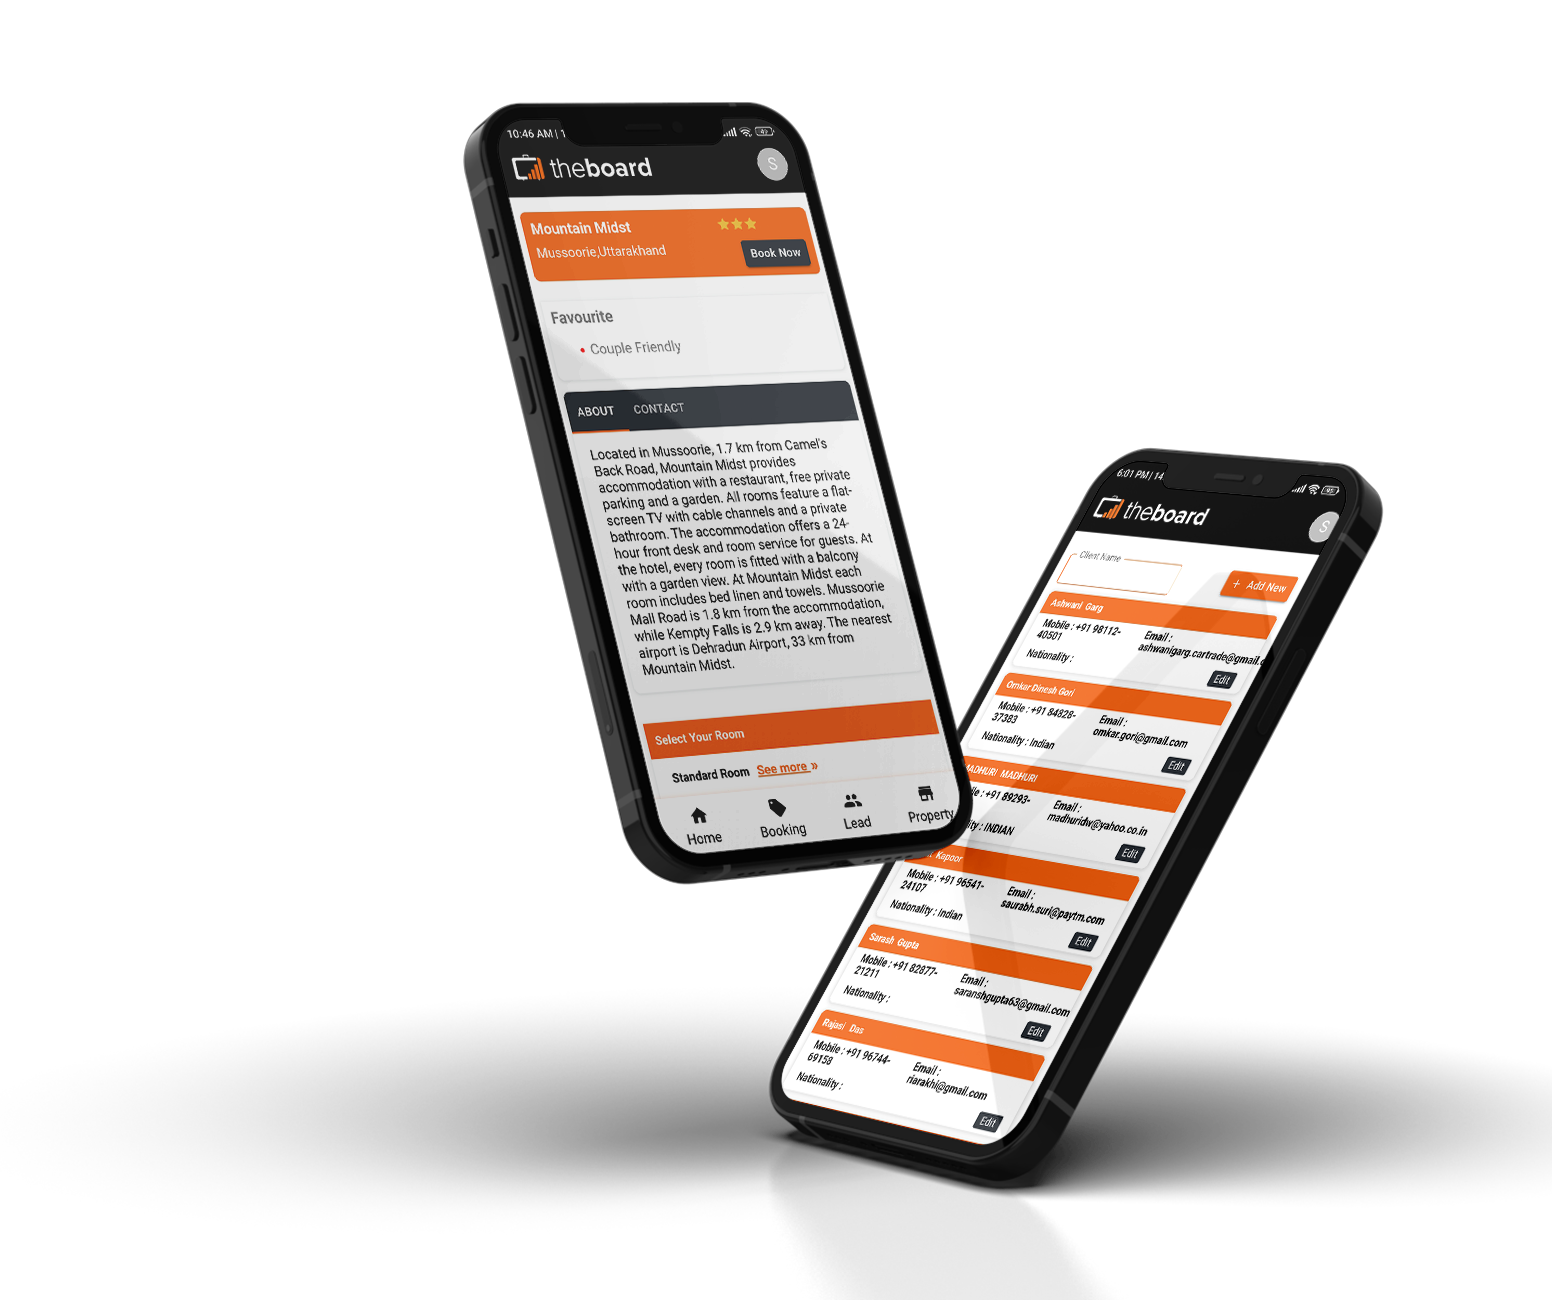 10:46 AM | 1
theboard
S
Mountain Midst
Mussoorie,Uttarakhand
Book Now
Favourite
• Couple Friendly
ABOUT CONTACT
Located in Mussoorie, 1.7 km from Camel's
Back Road, Mountain Midst provides
accommodation with a restaurant, free private
parking and a garden. All rooms feature a flat-
screen TV with cable channels and a private
bathroom. The accommodation offers a 24-
hour front desk and room service for guests. At
the hotel, every room is fitted with a balcony
with a garden view. At Mountain Midst each
room includes bed linen and towels. Mussoorie
Mall Road is 1.8 km from the accommodation,
while Kempty Falls is 2.9 km away. The nearest
airport is Dehradun Airport, 33 km from
Mountain Midst.
Select Your Room
Standard Room See more »
Home Booking Lead Property
6:01 PM | 14
theboard
S
Client Name
+ Add New
Ashwani Garg
Mobile : +91 98112-
40501
Email :
ashwanigarg.cartrade@gmail.c
Nationality :
Edit
Omkar Dinesh Gori
Mobile : +91 84828-
37383
Email :
omkar.gori@gmail.com
Nationality : Indian
Edit
MADHURI MADHURI
ile : +91 89293-
Email :
madhuridw@yahoo.co.in
ity : INDIAN
Edit
Kapoor
Mobile : +91 96541-
24107
Email :
saurabh.suri@paytm.com
Nationality : Indian
Edit
Sarash Gupta
Mobile : +91 82877-
21211
Email :
saranshgupta63@gmail.com
Nationality :
Edit
Rajasi Das
Mobile : +91 96744-
69158
Email :
riarakhi@gmail.com
Nationality :
Edit